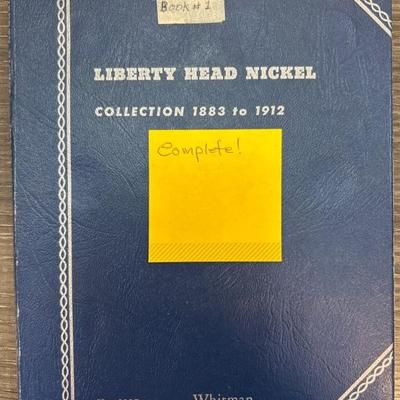 Book #1
LIBERTY HEAD NICKEL
COLLECTION 1883 to 1912
Complete!
Whitman